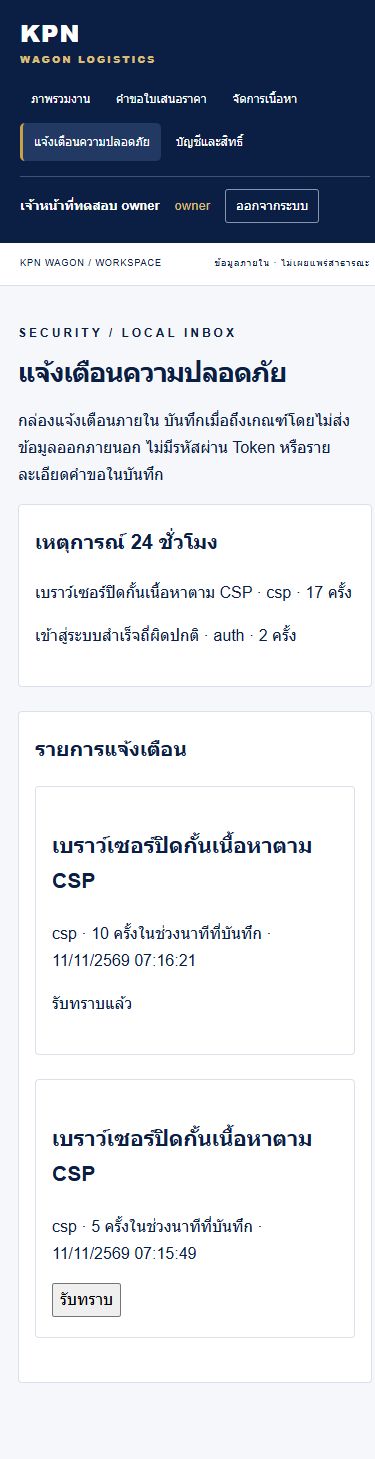 KPN
WAGON LOGISTICS
ภาพรวมงาน คำขอใบเสนอราคา จัดการเนื้อหา
แจ้งเตือนความปลอดภัย บัญชีและสิทธิ์
เจ้าหน้าที่ทดสอบ owner owner ออกจากระบบ
KPN WAGON / WORKSPACE ข้อมูลภายใน · ไม่เผยแพร่สาธารณะ
SECURITY / LOCAL INBOX
แจ้งเตือนความปลอดภัย
กล่องแจ้งเตือนภายใน บันทึกเมื่อถึงเกณฑ์โดยไม่ส่ง
ข้อมูลออกภายนอก ไม่มีรหัสผ่าน Token หรือราย
ละเอียดคำขอในบันทึก
เหตุการณ์ 24 ชั่วโมง
เบราว์เซอร์ปิดกั้นเนื้อหาตาม CSP · csp · 17 ครั้ง
เข้าสู่ระบบสำเร็จถี่ผิดปกติ · auth · 2 ครั้ง
รายการแจ้งเตือน
เบราว์เซอร์ปิดกั้นเนื้อหาตาม
CSP
csp · 10 ครั้งในช่วงนาทีที่บันทึก ·
11/11/2569 07:16:21
รับทราบแล้ว
เบราว์เซอร์ปิดกั้นเนื้อหาตาม
CSP
csp · 5 ครั้งในช่วงนาทีที่บันทึก ·
11/11/2569 07:15:49
รับทราบ